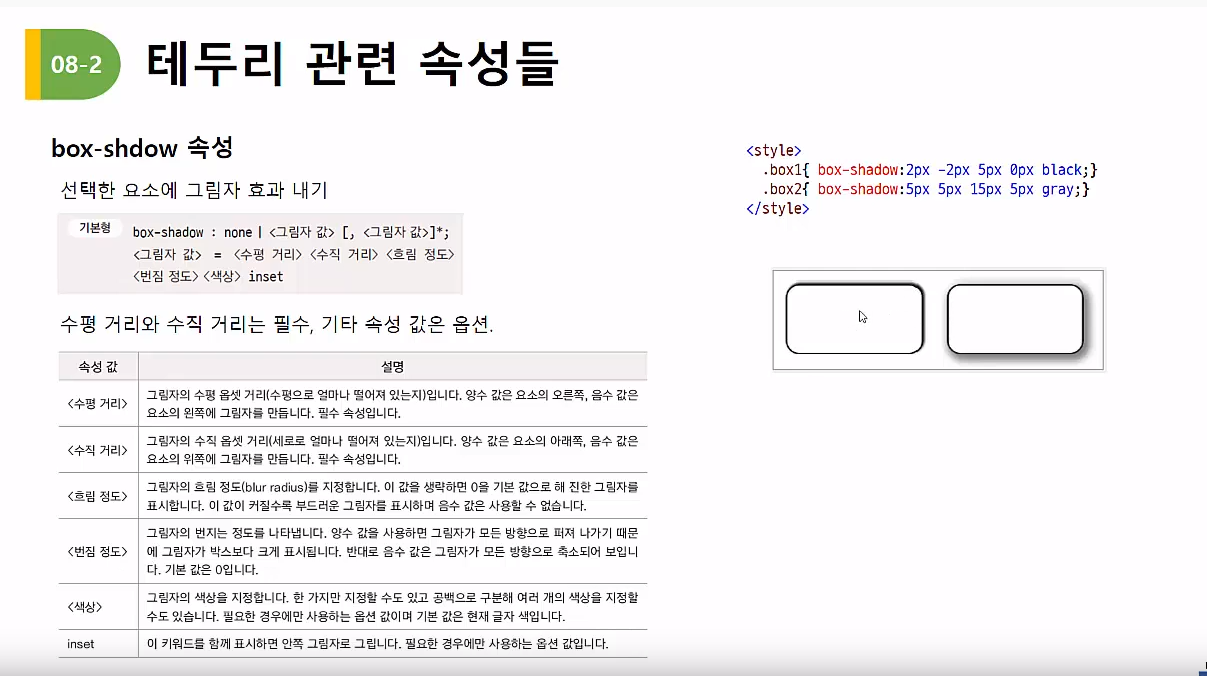 08-2 테두리 관련 속성들
box-shdow 속성
선택한 요소에 그림자 효과 내기
기본형 box-shadow : none | <그림자 값> [, <그림자 값>]*;
<그림자 값> = <수평 거리> <수직 거리> <흐림 정도>
<번짐 정도> <색상> inset
수평 거리와 수직 거리는 필수, 기타 속성 값은 옵션.
속성 값 설명
<수평 거리> 그림자의 수평 옵셋 거리(수평으로 얼마나 떨어져 있는지)입니다. 양수 값은 요소의 오른쪽, 음수 값은
요소의 왼쪽에 그림자를 만듭니다. 필수 속성입니다.
<수직 거리> 그림자의 수직 옵셋 거리(세로로 얼마나 떨어져 있는지)입니다. 양수 값은 요소의 아래쪽, 음수 값은
요소의 위쪽에 그림자를 만듭니다. 필수 속성입니다.
<흐림 정도> 그림자의 흐림 정도(blur radius)를 지정합니다. 이 값을 생략하면 0을 기본 값으로 해 진한 그림자를
표시합니다. 이 값이 커질수록 부드러운 그림자를 표시하며 음수 값은 사용할 수 없습니다.
<번짐 정도> 그림자의 번지는 정도를 나타냅니다. 양수 값을 사용하면 그림자가 모든 방향으로 퍼져 나가기 때문
에 그림자가 박스보다 크게 표시됩니다. 반대로 음수 값은 그림자가 모든 방향으로 축소되어 보입니
다. 기본 값은 0입니다.
<색상> 그림자의 색상을 지정합니다. 한 가지만 지정할 수도 있고 공백으로 구분해 여러 개의 색상을 지정할
수도 있습니다. 필요한 경우에만 사용하는 옵션 값이며 기본 값은 현재 글자 색입니다.
inset 이 키워드를 함께 표시하면 안쪽 그림자로 그립니다. 필요한 경우에만 사용하는 옵션 값입니다.
<style>
.box1{ box-shadow:2px -2px 5px 0px black;}
.box2{ box-shadow:5px 5px 15px 5px gray;}
</style>